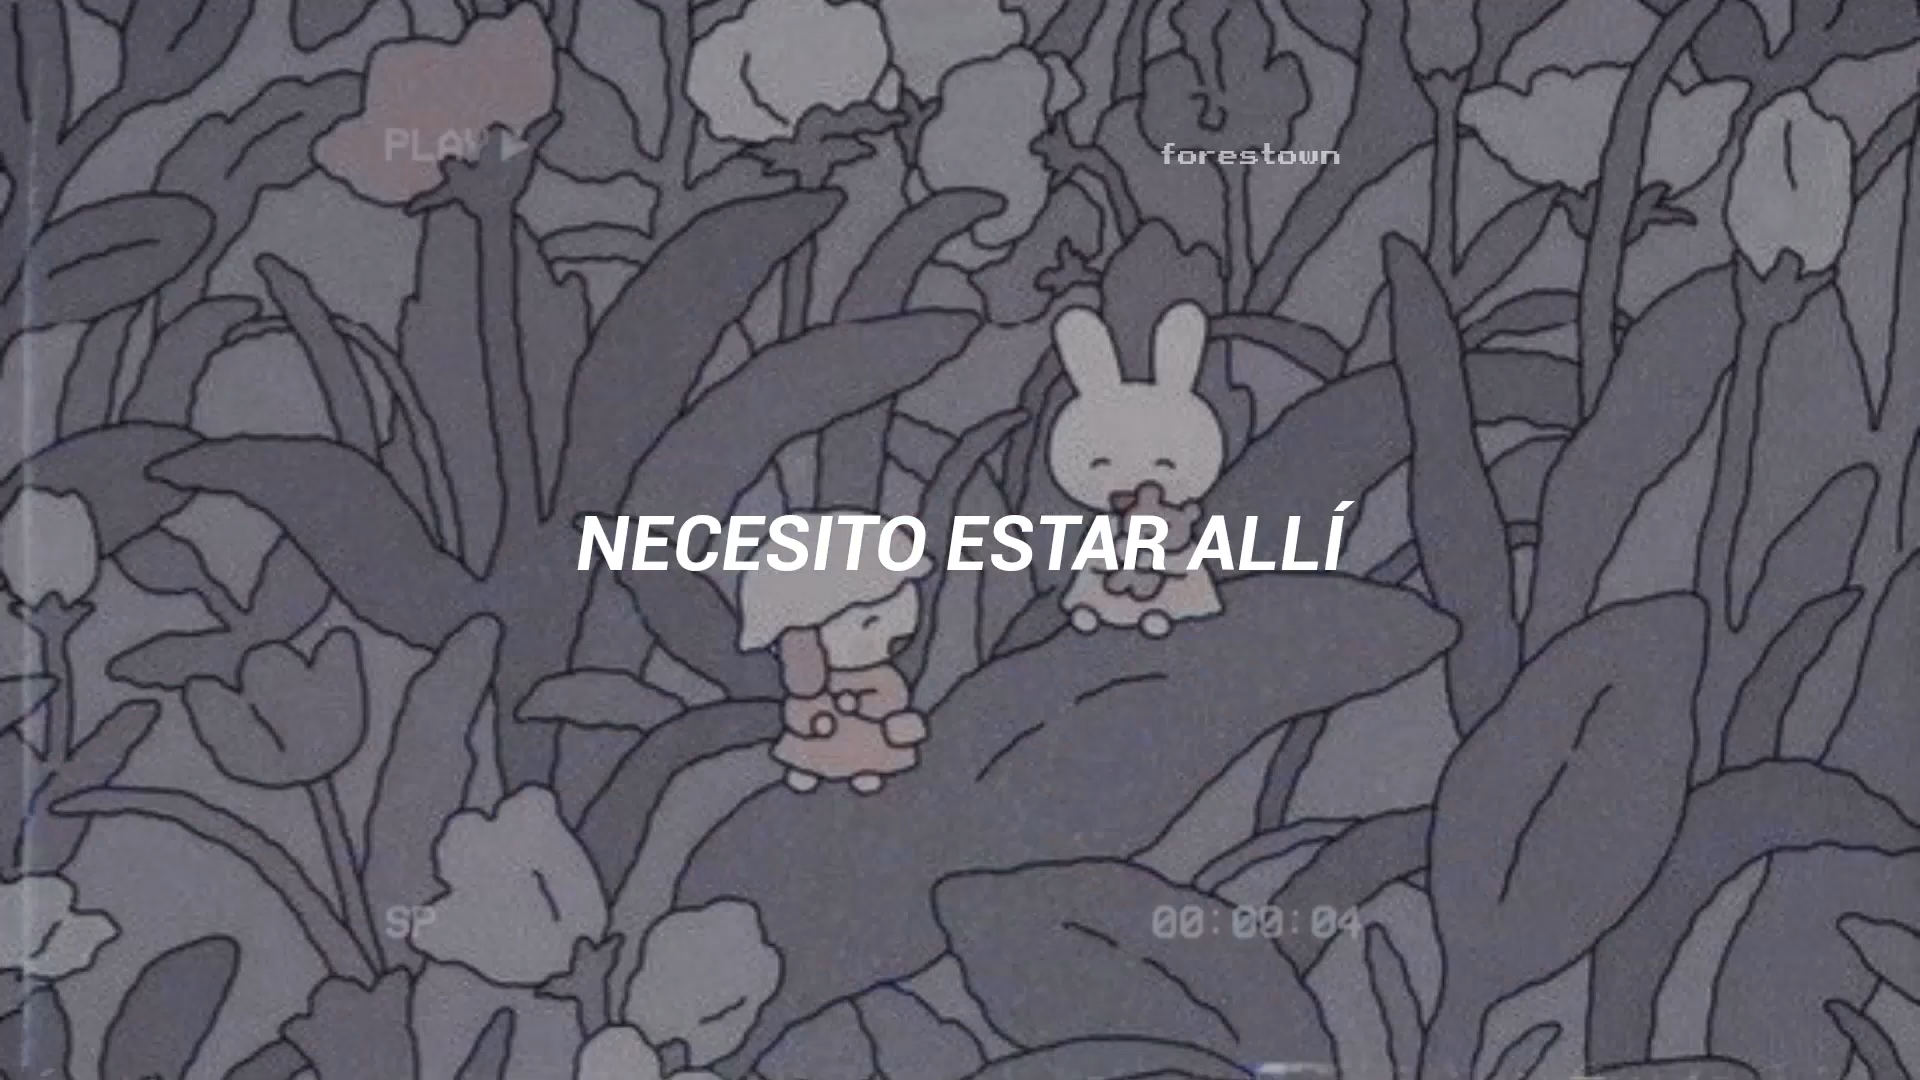 PLAY ▶
forestown
NECESITO ESTAR ALLÍ
SP
00:00:04